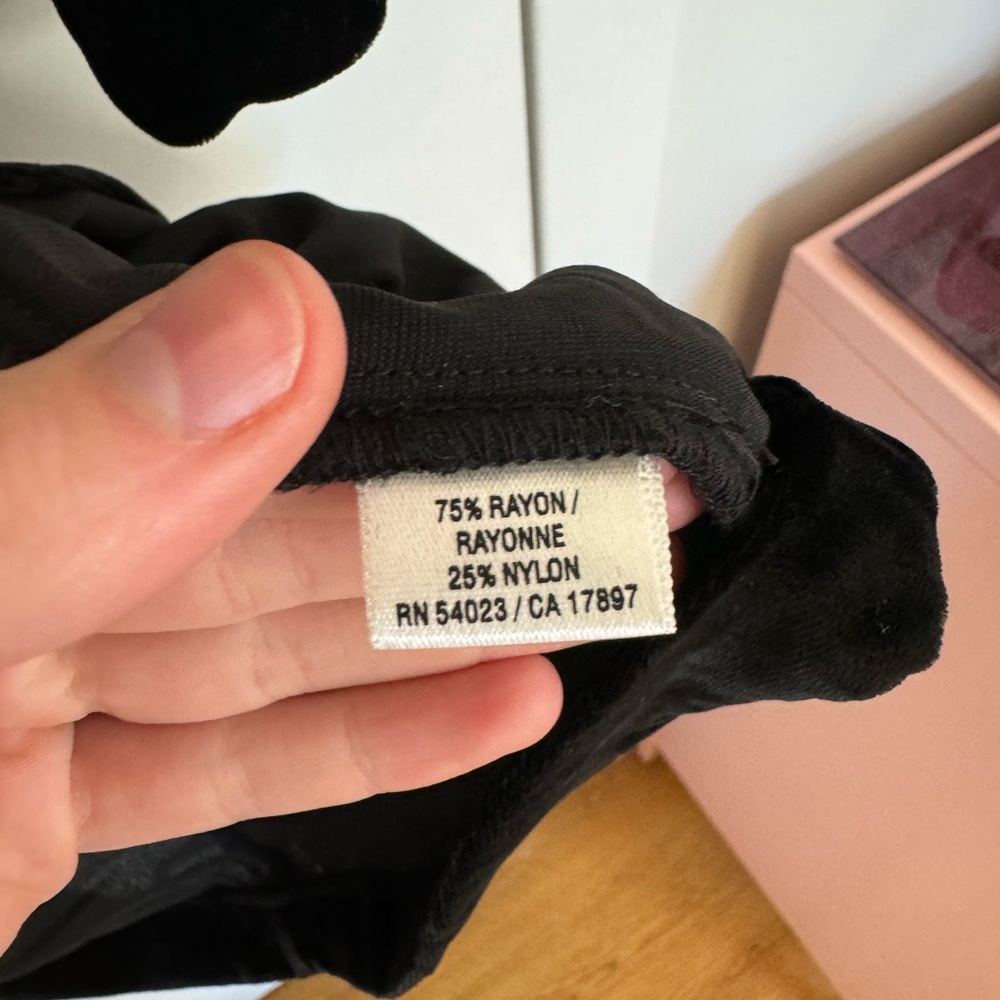 75% RAYON /
RAYONNE
25% NYLON
RN 54023 / CA 17897